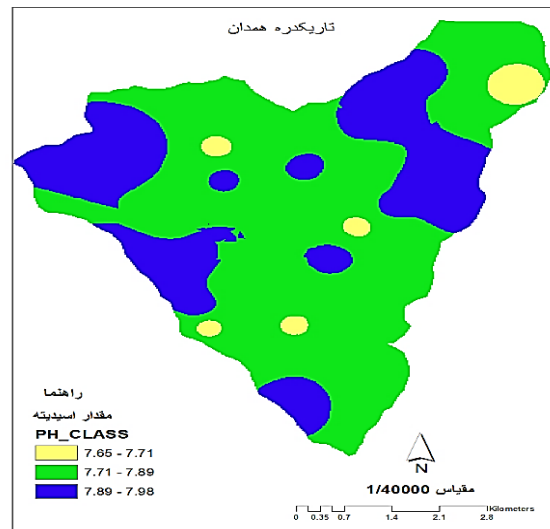 تاریکدره همدان
راهنما
مقدار اسیدیته
PH_CLASS
7.65 - 7.71
7.71 - 7.89
7.89 - 7.98
N
مقیاس 1/40000
0 0.35 0.7 1.4 2.1 2.8 Kilometers